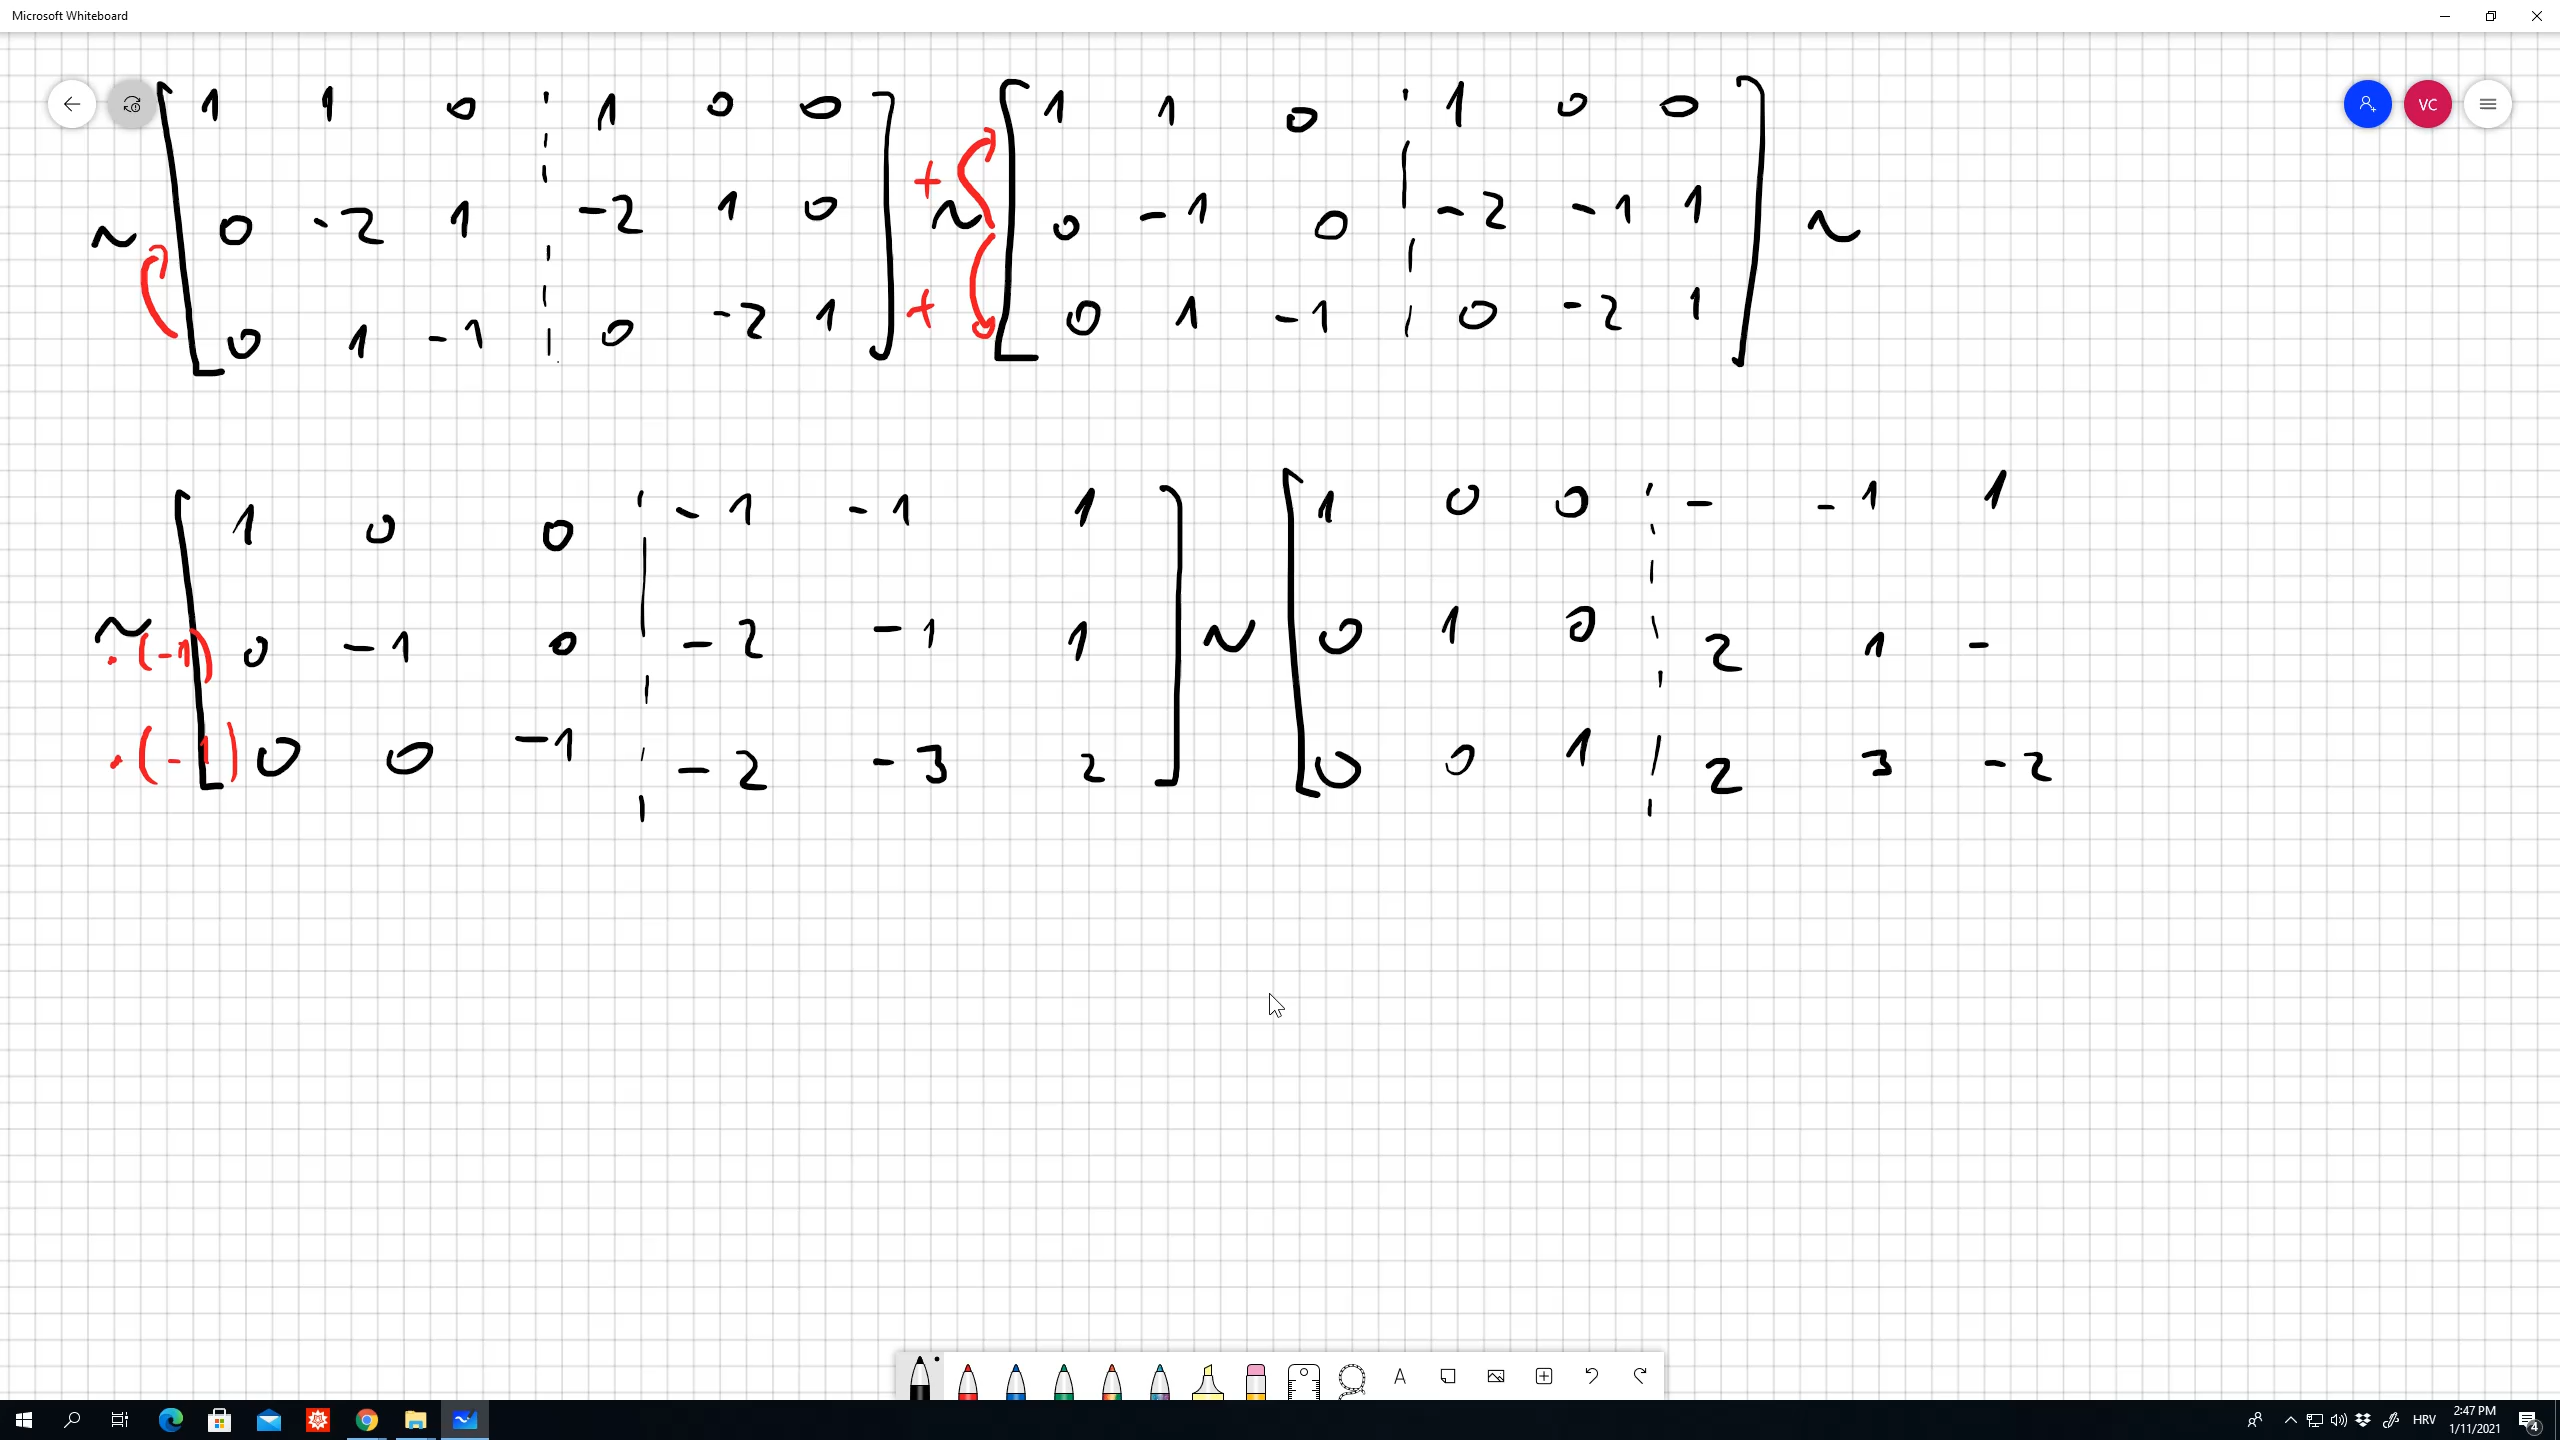 Microsoft Whiteboard
VC
~ [ 1 1 0 ¦ 1 0 0 ] ~ [ 1 1 0 ¦ 1 0 0 ] ~
0 -2 1 ¦ -2 1 0 + 0 -1 0 ¦ -2 -1 1
0 1 -1 ¦ 0 -2 1 + 0 1 -1 ¦ 0 -2 1
~ [ 1 0 0 ¦ -1 -1 1 ] ~ [ 1 0 0 ¦ - -1 1
·(-1) 0 -1 0 ¦ -2 -1 1 0 1 0 ¦ 2 1 -
·(-1) 0 0 -1 ¦ -2 -3 2 0 0 1 ¦ 2 3 -2
A
HRV
2:47 PM
1/11/2021
4